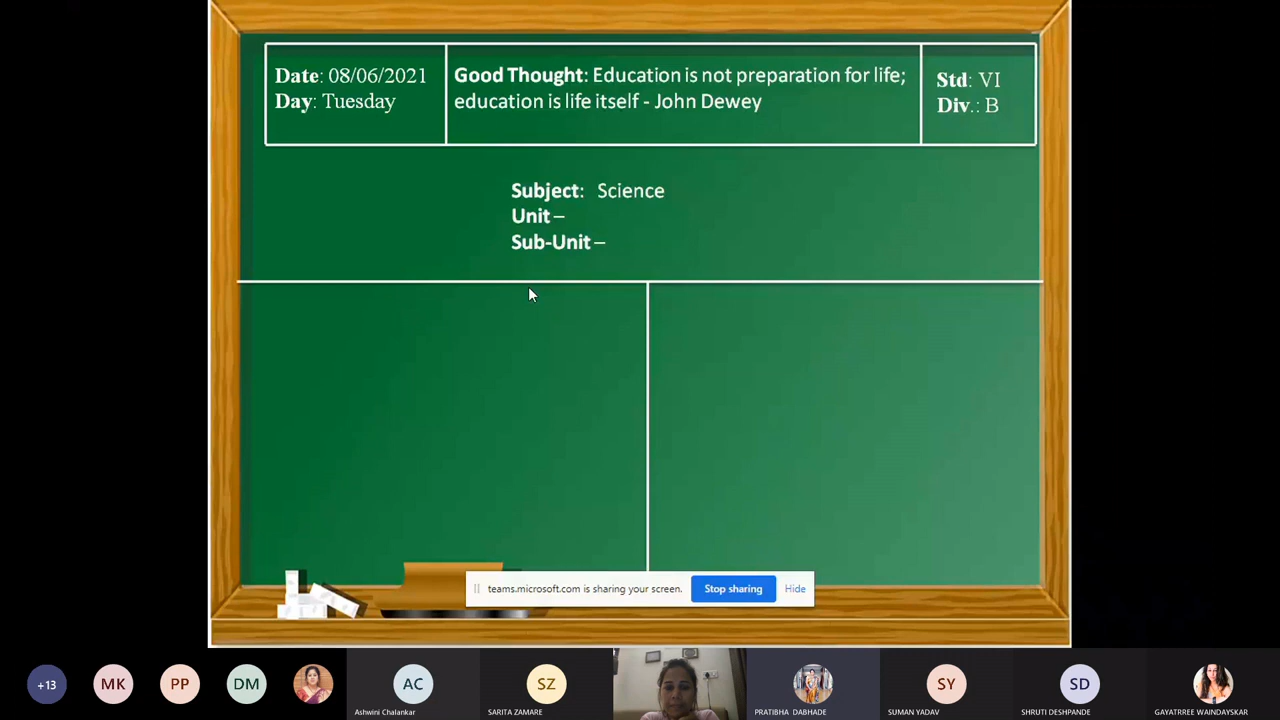 Date: 08/06/2021
Day: Tuesday
Good Thought: Education is not preparation for life;
education is life itself - John Dewey
Std: VI
Div.: B
Subject: Science
Unit –
Sub-Unit –
teams.microsoft.com is sharing your screen.
Stop sharing
Hide
+13
MK
PP
DM
AC
Ashwini Chalankar
SZ
SARITA ZAMARE
PRATIBHA DABHADE
SY
SUMAN YADAV
SD
SHRUTI DESHPANDE
GAYATRREE WAINDAYSKAR